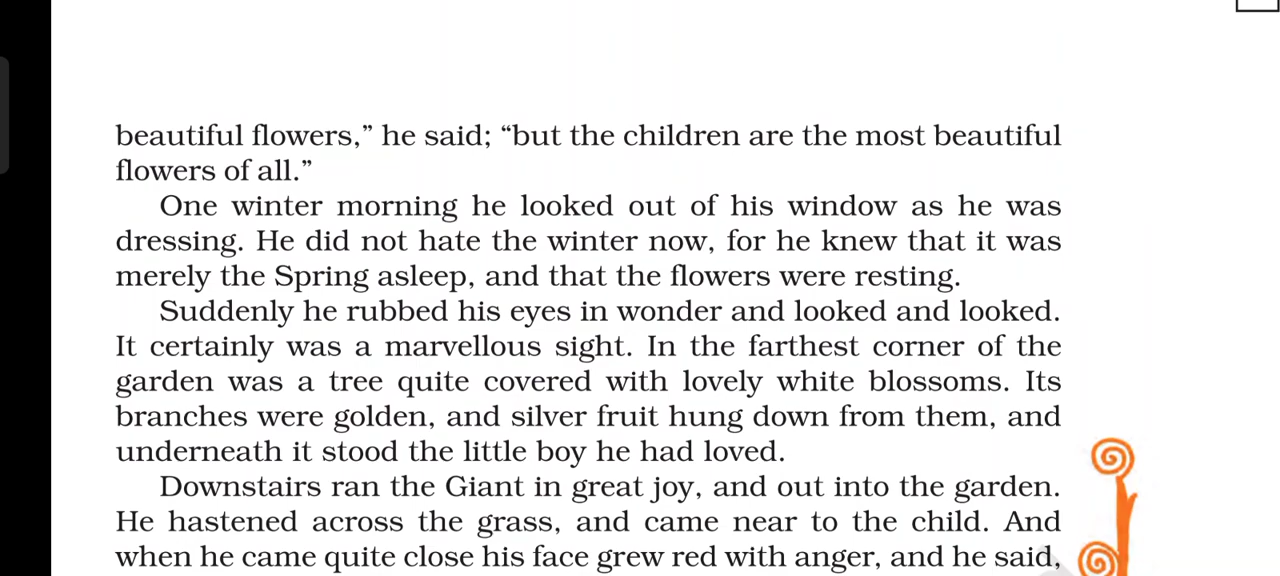 beautiful flowers,” he said; “but the children are the most beautiful
flowers of all.”
One winter morning he looked out of his window as he was
dressing. He did not hate the winter now, for he knew that it was
merely the Spring asleep, and that the flowers were resting.
Suddenly he rubbed his eyes in wonder and looked and looked.
It certainly was a marvellous sight. In the farthest corner of the
garden was a tree quite covered with lovely white blossoms. Its
branches were golden, and silver fruit hung down from them, and
underneath it stood the little boy he had loved.
Downstairs ran the Giant in great joy, and out into the garden.
He hastened across the grass, and came near to the child. And
when he came quite close his face grew red with anger, and he said,